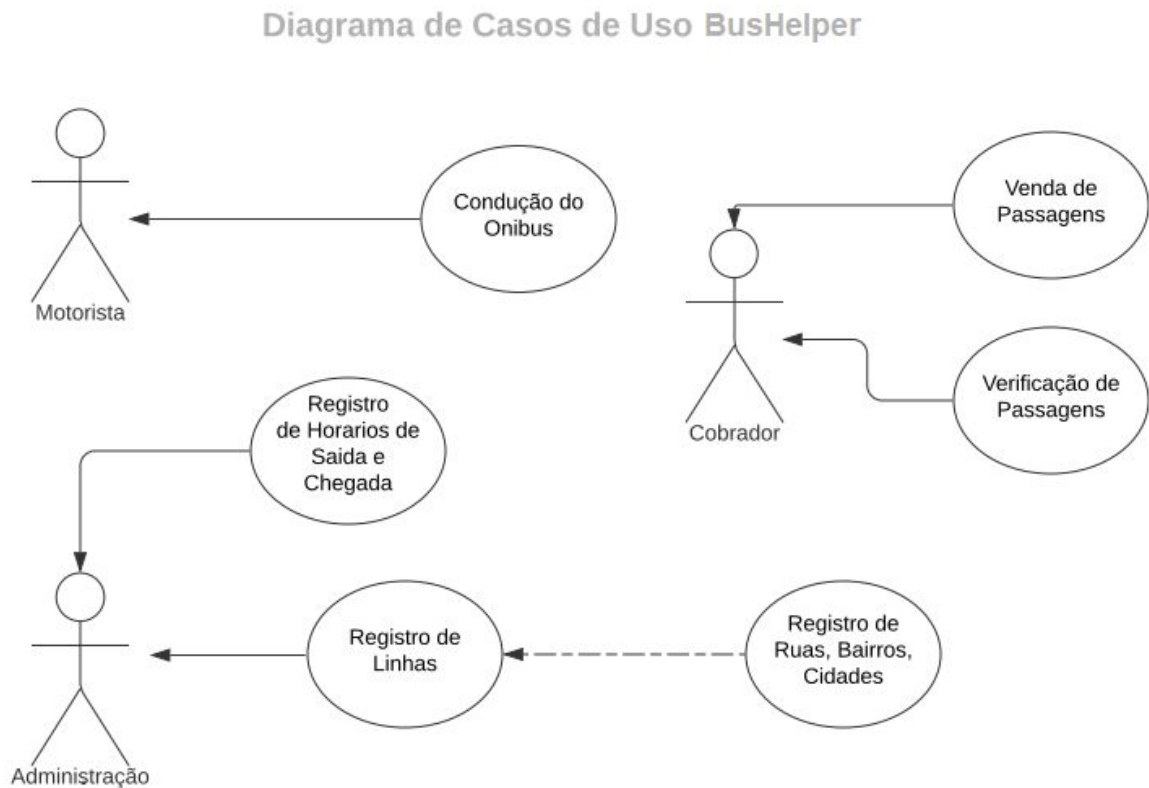 Diagrama de Casos de Uso BusHelper
Condução do
Onibus
Motorista
Venda de
Passagens
Verificação de
Passagens
Cobrador
Registro
de Horarios de
Saida e
Chegada
Registro de
Linhas
Registro de
Ruas, Bairros,
Cidades
Administração